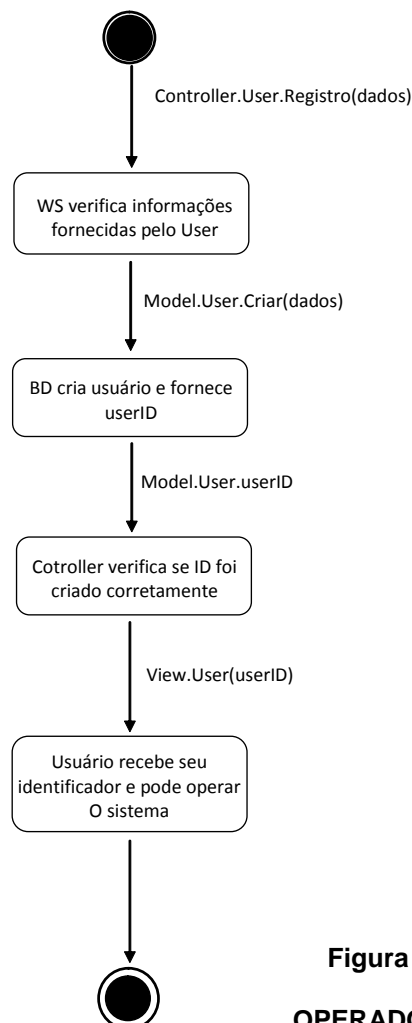 Controller.User.Registro(dados)
WS verifica informações
fornecidas pelo User
Model.User.Criar(dados)
BD cria usuário e fornece
userID
Model.User.userID
Cotroller verifica se ID foi
criado corretamente
View.User(userID)
Usuário recebe seu
identificador e pode operar
O sistema
Figura
OPERADO